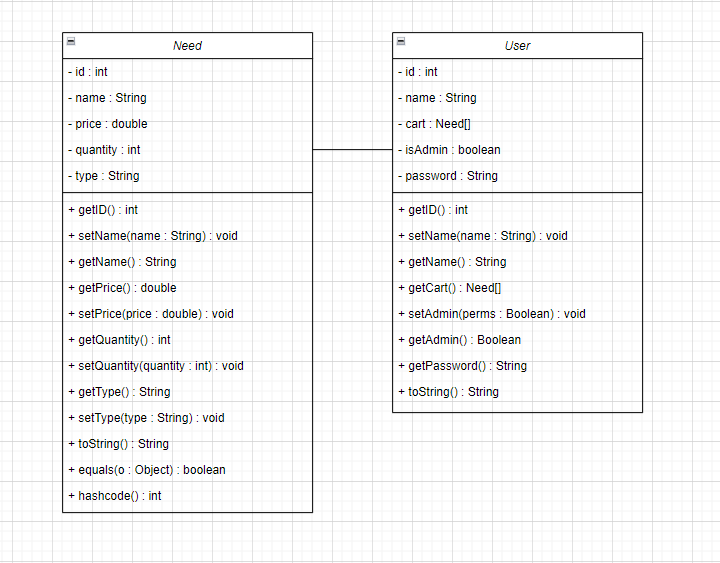 Need
- id : int
- name : String
- price : double
- quantity : int
- type : String
+ getID() : int
+ setName(name : String) : void
+ getName() : String
+ getPrice() : double
+ setPrice(price : double) : void
+ getQuantity() : int
+ setQuantity(quantity : int) : void
+ getType() : String
+ setType(type : String) : void
+ toString() : String
+ equals(o : Object) : boolean
+ hashcode() : int
User
- id : int
- name : String
- cart : Need[]
- isAdmin : boolean
- password : String
+ getID() : int
+ setName(name : String) : void
+ getName() : String
+ getCart() : Need[]
+ setAdmin(perms : Boolean) : void
+ getAdmin() : Boolean
+ getPassword() : String
+ toString() : String